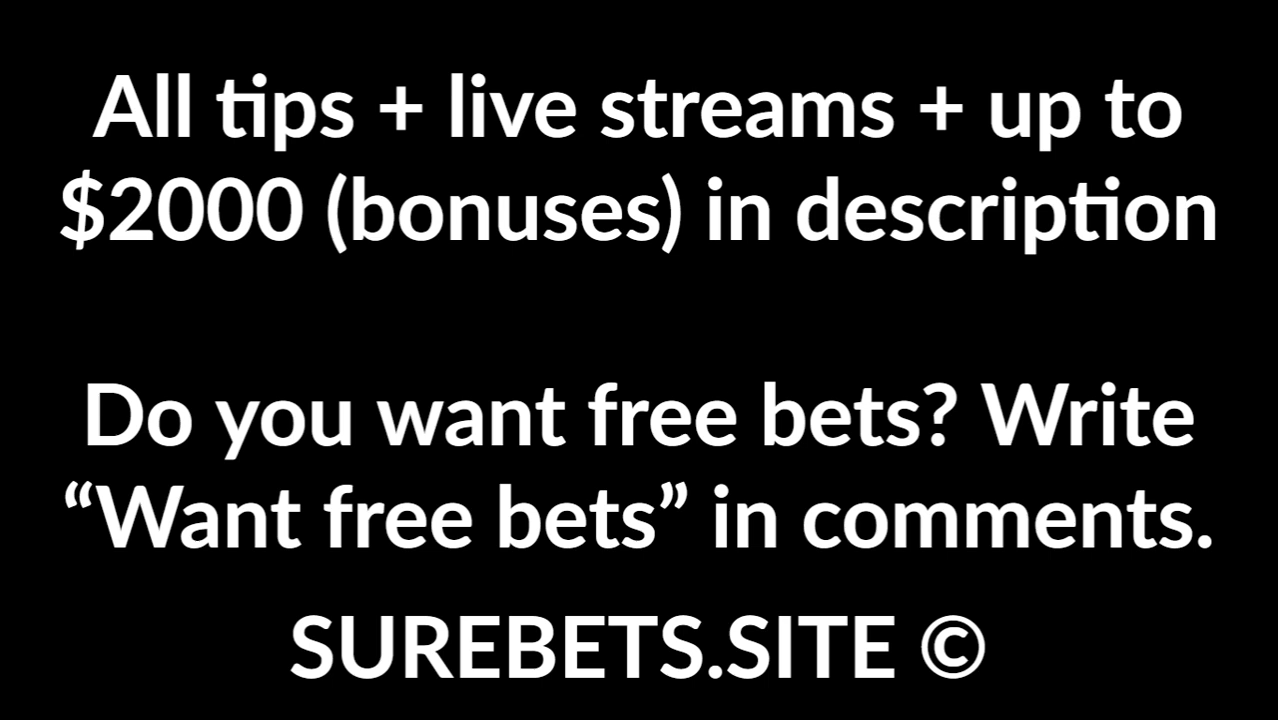 All tips + live streams + up to
$2000 (bonuses) in description
Do you want free bets? Write
“Want free bets” in comments.
SUREBETS.SITE ©